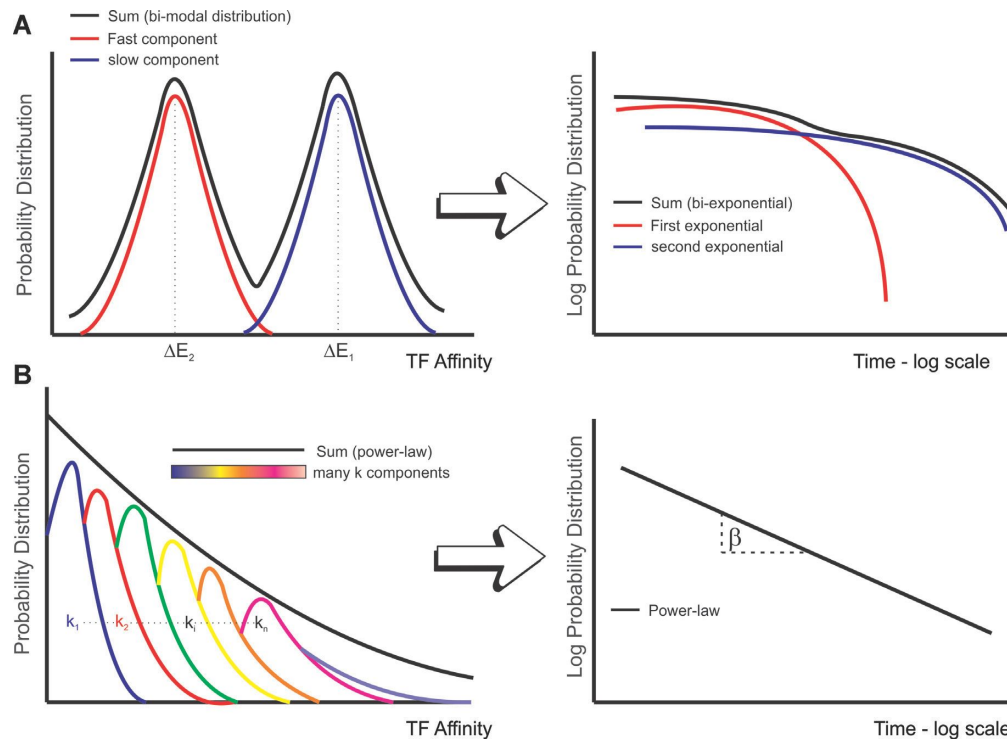 A
Sum (bi-modal distribution)
Fast component
slow component
Probability Distribution
ΔE2
ΔE1
TF Affinity
Log Probability Distribution
Sum (bi-exponential)
First exponential
second exponential
Time - log scale
B
Sum (power-law)
many k components
Probability Distribution
k1
k2
ki
kn
TF Affinity
Log Probability Distribution
β
Power-law
Time - log scale